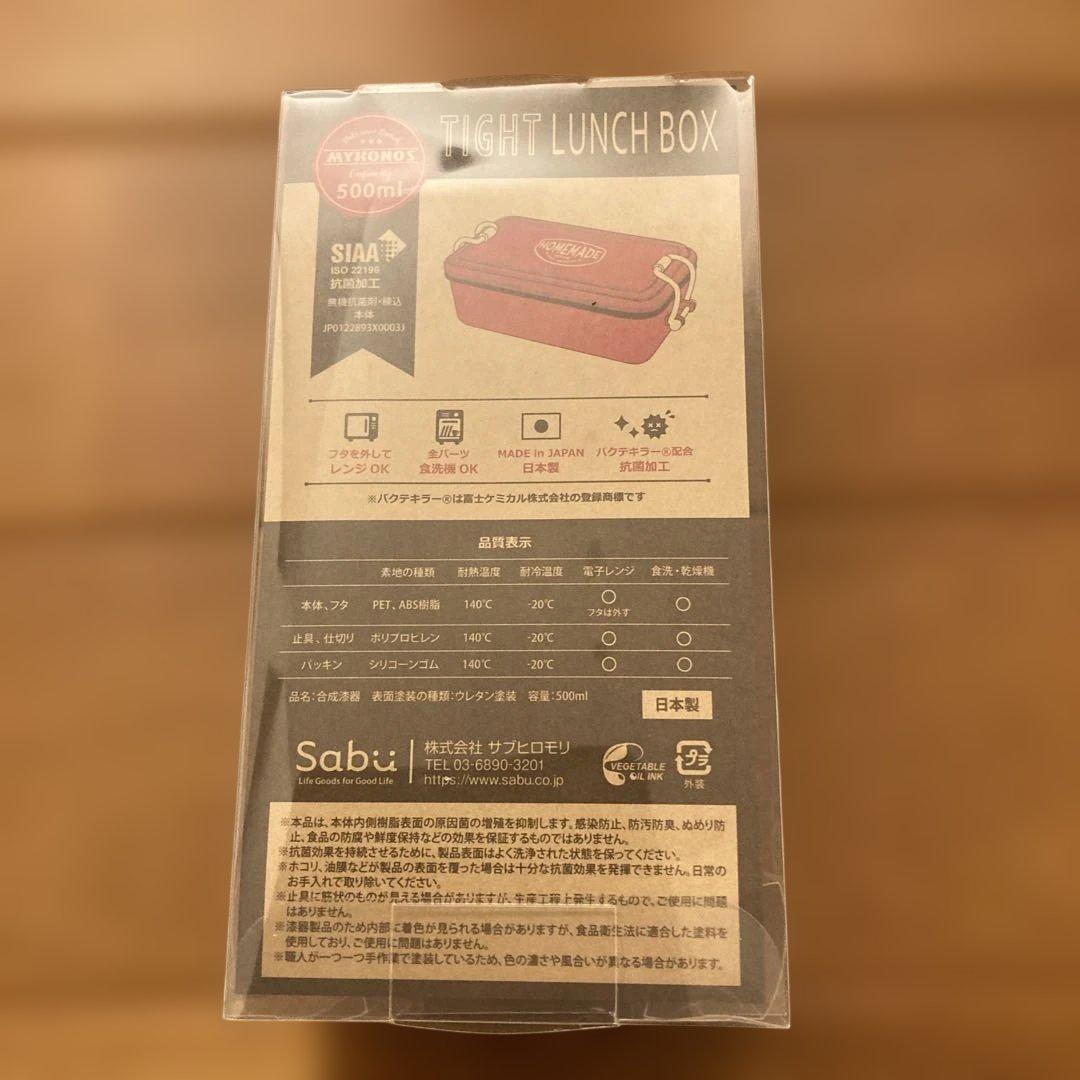 TIGHT LUNCH BOX
MYKONOS
Capacity
500ml
SIAA
ISO 22196
抗菌加工
無機抗菌剤・練込
本体
JP0122893X0003J
HOMEMADE
フタを外して
レンジ OK
全パーツ
食洗機 OK
MADE in JAPAN
日本製
バクテキラー®配合
抗菌加工
※バクテキラー®は富士ケミカル株式会社の登録商標です
品質表示
素地の種類 耐熱温度 耐冷温度 電子レンジ 食洗・乾燥機
本体、フタ PET、ABS樹脂 140℃ -20℃ ○ フタは外す ○
止具、仕切り ポリプロピレン 140℃ -20℃ ○ ○
パッキン シリコーンゴム 140℃ -20℃ ○ ○
品名：合成漆器 表面塗装の種類：ウレタン塗装 容量：500ml
日本製
Sabu
Life Goods for Good Life
株式会社 サブヒロモリ
TEL 03-6890-3201
https://www.sabu.co.jp
VEGETABLE
OIL INK
プラ
外装
※本品は、本体内側樹脂表面の原因菌の増殖を抑制します。感染防止、防汚防臭、ぬめり防
止、食品の防腐や鮮度保持などの効果を保証するものではありません。
※抗菌効果を持続させるために、製品表面はよく洗浄された状態を保ってください。
※ホコリ、油膜などが製品の表面を覆った場合は十分な抗菌効果を発揮できません。日常の
お手入れで取り除いてください。
※止具に筋状のものが見える場合がありますが、生産工程上発生するもので、ご使用に問題
はありません。
※漆器製品のため内部に着色が見られる場合がありますが、食品衛生法に適合した塗料を
使用しており、ご使用に問題はありません。
※職人が一つ一つ手作業で塗装しているため、色の濃さや風合いが異なる場合があります。